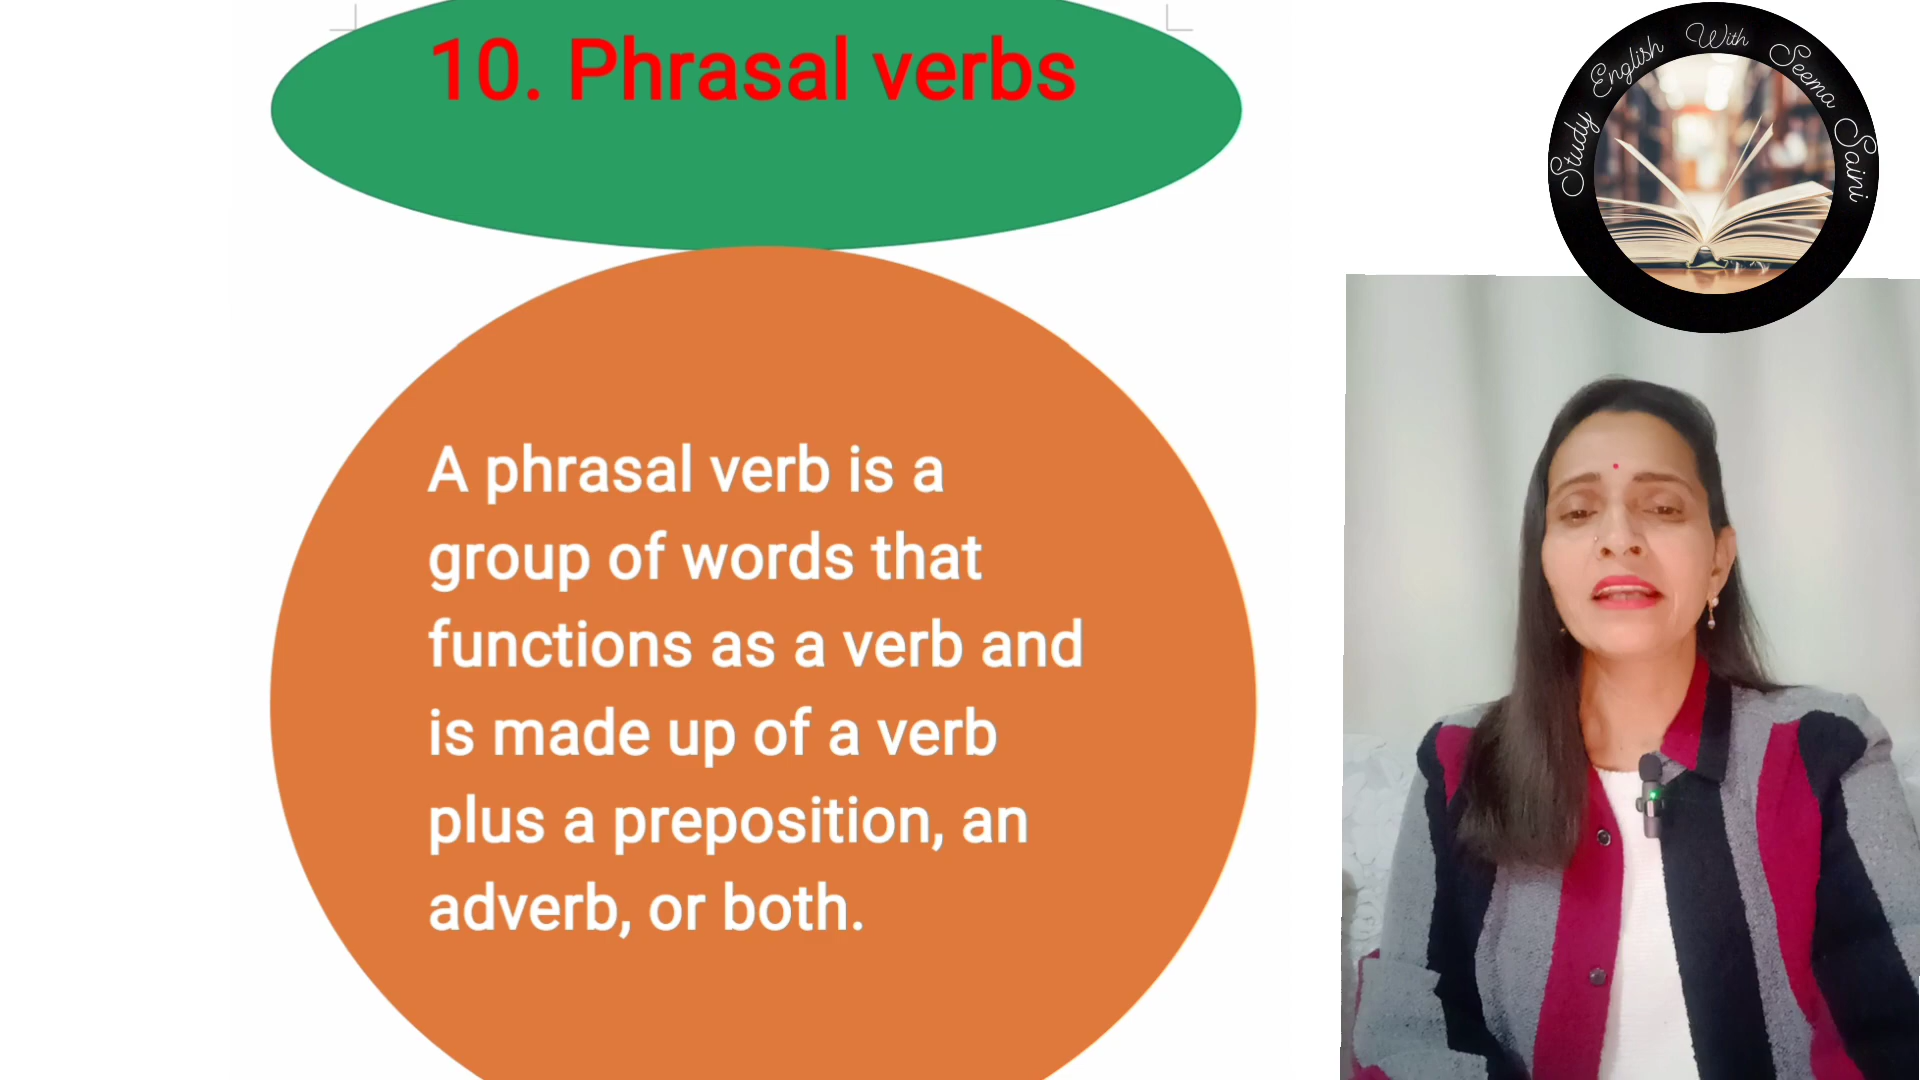 10. Phrasal verbs
Study English With Seema Saini
A phrasal verb is a
group of words that
functions as a verb and
is made up of a verb
plus a preposition, an
adverb, or both.